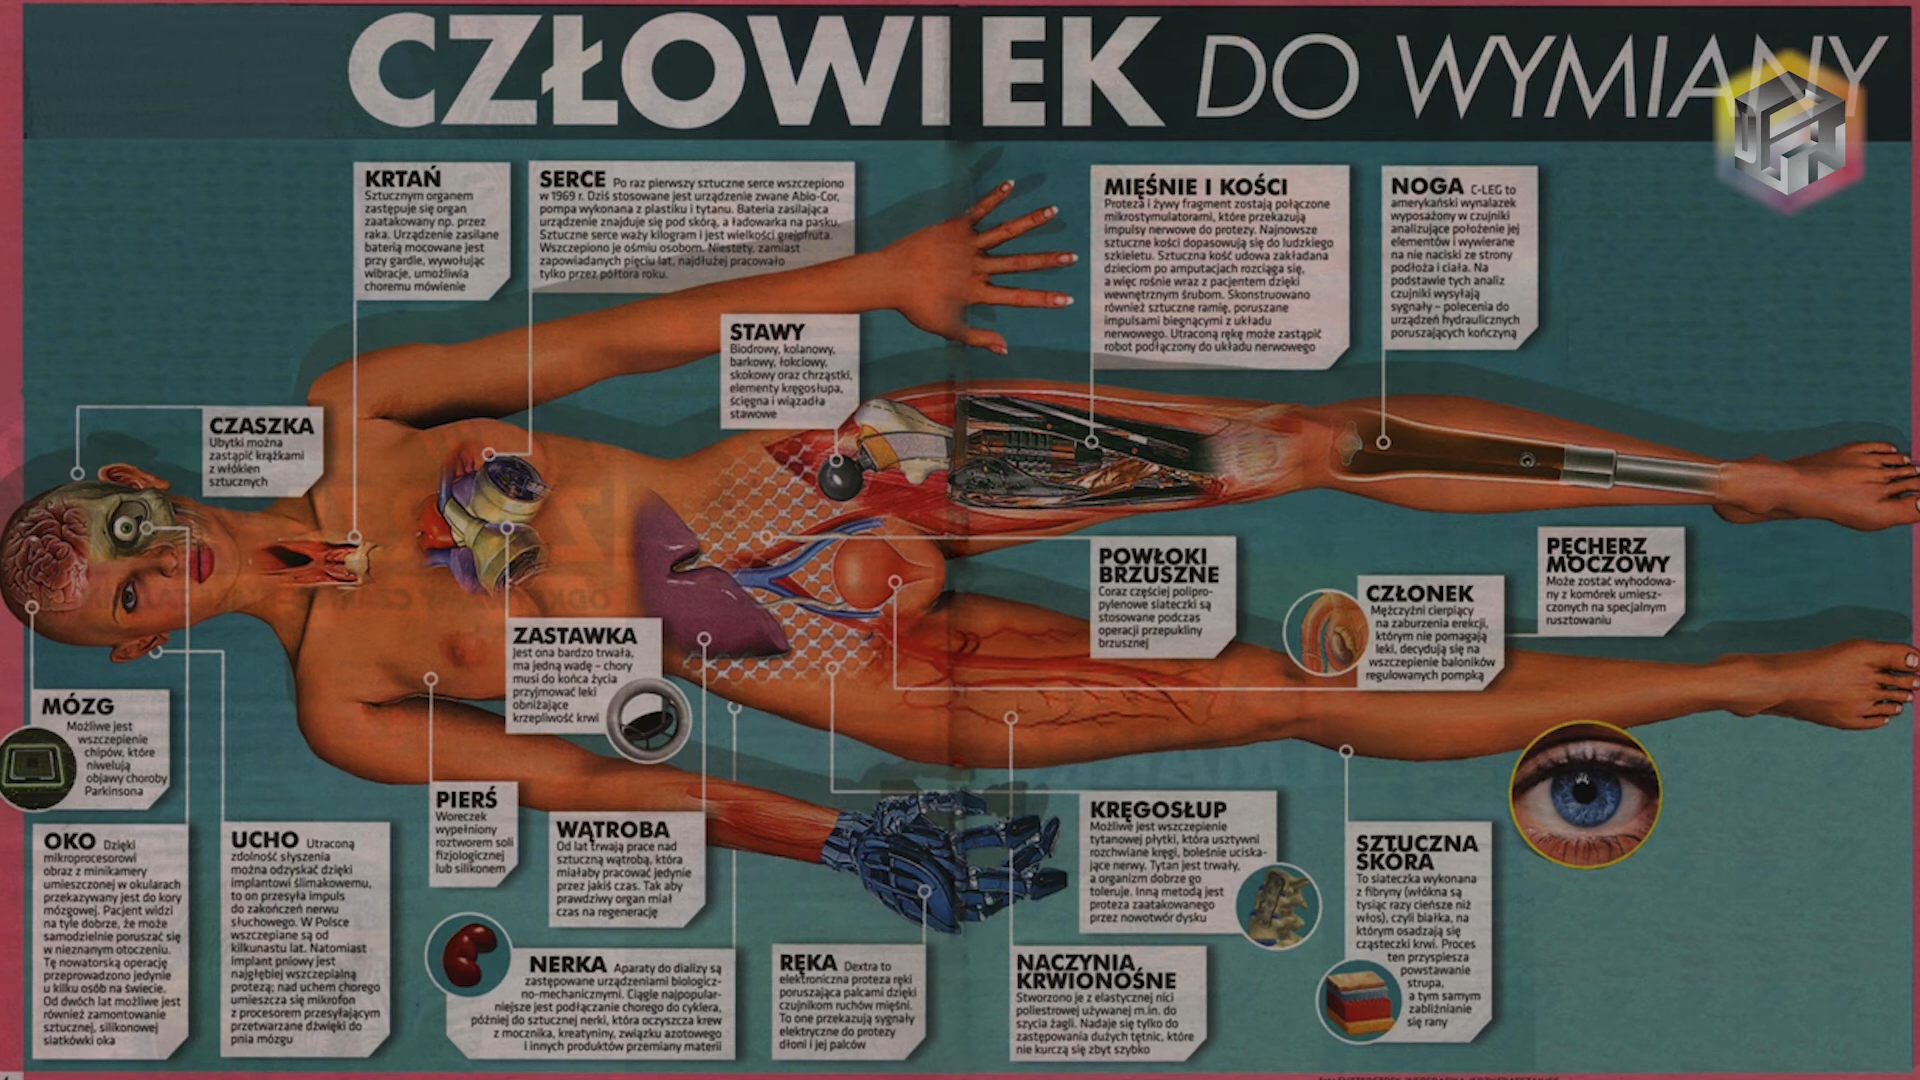 CZŁOWIEK DO WYMIANY
KRTAŃ
Sztucznym organem
zastępuje się organ
zaatakowany np. przez
raka. Urządzenie zasilane
baterią mocowane jest
przy gardle, wywołując
wibracje, umożliwia
choremu mówienie
SERCE Po raz pierwszy sztuczne serce wszczepiono
w 1969 r. Dziś stosowane jest urządzenie zwane Abio-Cor,
pompa wykonana z plastiku i tytanu. Bateria zasilająca
urządzenie znajduje się pod skórą, a ładowarka na pasku.
Sztuczne serce waży kilogram i jest wielkości grejpfruta.
Wszczepiono je ośmiu osobom. Niestety, zamiast
zapowiadanych pięciu lat, najdłużej pracowało
tylko przez półtora roku.
STAWY
Biodrowy, kolanowy,
barkowy, łokciowy,
skokowy oraz chrząstki,
elementy kręgosłupa,
ścięgna i wiązadła
stawowe
MIĘŚNIE I KOŚCI
Proteza i żywy fragment zostają połączone
mikrostymulatorami, które przekazują
impulsy nerwowe do protezy. Najnowsze
sztuczne kości dopasowują się do ludzkiego
szkieletu. Sztuczna kość udowa zakładana
dzieciom po amputacjach rozciąga się,
a więc rośnie wraz z pacjentem dzięki
wewnętrznym śrubom. Skonstruowano
również sztuczne ramię, poruszane
impulsami biegnącymi z układu
nerwowego. Utraconą rękę może zastąpić
robot podłączony do układu nerwowego
NOGA C-LEG to
amerykański wynalazek
wyposażony w czujniki
analizujące położenie jej
elementów i wywierane
na nie naciski ze strony
podłoża i ciała. Na
podstawie tych analiz
czujniki wysyłają
sygnały – polecenia do
urządzeń hydraulicznych
poruszających kończyną
CZASZKA
Ubytki można
zastąpić krążkami
z włókien
sztucznych
POWŁOKI
BRZUSZNE
Coraz częściej polipro-
pylenowe siateczki są
stosowane podczas
operacji przepukliny
brzusznej
CZŁONEK
Mężczyźni cierpiący
na zaburzenia erekcji,
którym nie pomagają
leki, decydują się na
wszczepienie baloników
regulowanych pompką
PĘCHERZ
MOCZOWY
Może zostać wyhodowa-
ny z komórek umiesz-
czonych na specjalnym
rusztowaniu
ZASTAWKA
Jest ona bardzo trwała,
ma jedną wadę – chory
musi do końca życia
przyjmować leki
obniżające
krzepliwość krwi
MÓZG
Możliwe jest
wszczepienie
chipów, które
niwelują
objawy choroby
Parkinsona
OKO Dzięki
mikroprocesorowi
obraz z minikamery
umieszczonej w okularach
przekazywany jest do kory
mózgowej. Pacjent widzi
na tyle dobrze, że może
samodzielnie poruszać się
w nieznanym otoczeniu.
Tę nowatorską operację
przeprowadzono jedynie
u kilku osób na świecie.
Od dwóch lat możliwe jest
również zamontowanie
sztucznej, silikonowej
siatkówki oka
UCHO Utraconą
zdolność słyszenia
można odzyskać dzięki
implantowi ślimakowemu,
to on przesyła impuls
do zakończeń nerwu
słuchowego. W Polsce
wszczepiane są od
kilkunastu lat. Natomiast
implant pniowy jest
najgłębiej wszczepialną
protezą; nad uchem chorego
umieszcza się mikrofon
z procesorem przesyłającym
przetwarzane dźwięki do
pnia mózgu
PIERŚ
Woreczek
wypełniony
roztworem soli
fizjologicznej
lub silikonem
WĄTROBA
Od lat trwają prace nad
sztuczną wątrobą, która
miałaby pracować jedynie
przez jakiś czas. Tak aby
prawdziwy organ miał
czas na regenerację
NERKA Aparaty do dializy są
zastępowane urządzeniami biologicz-
no-mechanicznymi. Ciągle najpopular-
niejsze jest podłączanie chorego do cyklera,
później do sztucznej nerki, która oczyszcza krew
z mocznika, kreatyniny, związku azotowego
i innych produktów przemiany materii
RĘKA Dextra to
elektroniczna proteza ręki
poruszająca palcami dzięki
czujnikom ruchów mięśni.
To one przekazują sygnały
elektryczne do protezy
dłoni i jej palców
NACZYNIA
KRWIONOŚNE
Stworzono je z elastycznej nici
poliestrowej używanej m.in. do
szycia żagli. Nadaje się tylko do
zastępowania dużych tętnic, które
nie kurczą się zbyt szybko
KRĘGOSŁUP
Możliwe jest wszczepienie
tytanowej płytki, która usztywni
rozchwiane kręgi, boleśnie uciska-
jące nerwy. Tytan jest trwały,
a organizm dobrze go
toleruje. Inną metodą jest
proteza zaatakowanego
przez nowotwór dysku
SZTUCZNA
SKÓRA
To siateczka wykonana
z fibryny (włókna są
tysiąc razy cieńsze niż
włos), czyli białka, na
którym osadzają się
cząsteczki krwi. Proces
ten przyspiesza
powstawanie
strupa,
a tym samym
zabliźnianie
się rany